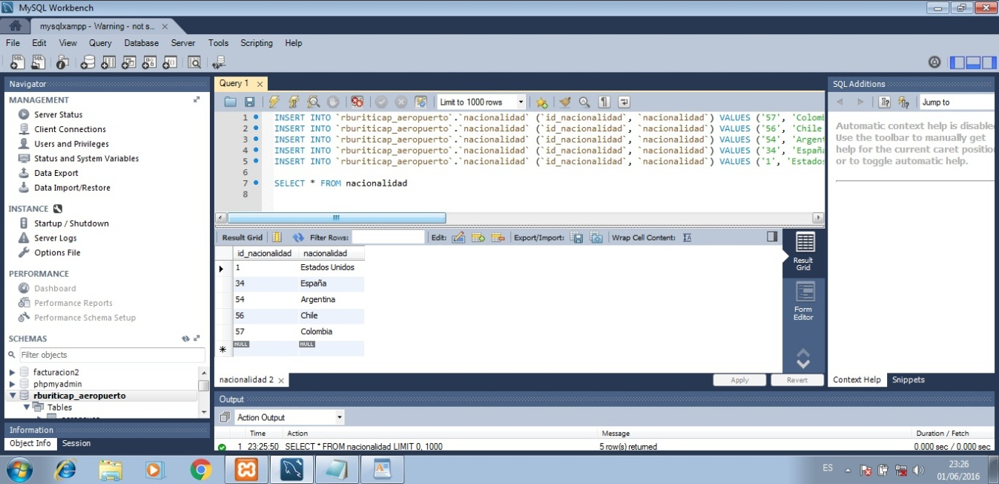 MySQL Workbench
mysqlxampp - Warning - not s...
File Edit View Query Database Server Tools Scripting Help
Navigator
MANAGEMENT
Server Status
Client Connections
Users and Privileges
Status and System Variables
Data Export
Data Import/Restore
INSTANCE
Startup / Shutdown
Server Logs
Options File
PERFORMANCE
Dashboard
Performance Reports
Performance Schema Setup
SCHEMAS
Filter objects
facturacion2
phpmyadmin
rburiticap_aeropuerto
Tables
Information
Object Info Session
Query 1
Limit to 1000 rows
1 INSERT INTO `rburiticap_aeropuerto`.`nacionalidad` (`id_nacionalidad`, `nacionalidad`) VALUES ('57', 'Colomb
2 INSERT INTO `rburiticap_aeropuerto`.`nacionalidad` (`id_nacionalidad`, `nacionalidad`) VALUES ('56', 'Chile
3 INSERT INTO `rburiticap_aeropuerto`.`nacionalidad` (`id_nacionalidad`, `nacionalidad`) VALUES ('54', 'Argent
4 INSERT INTO `rburiticap_aeropuerto`.`nacionalidad` (`id_nacionalidad`, `nacionalidad`) VALUES ('34', 'España
5 INSERT INTO `rburiticap_aeropuerto`.`nacionalidad` (`id_nacionalidad`, `nacionalidad`) VALUES ('1', 'Estados
6
7 SELECT * FROM nacionalidad
8
Result Grid Filter Rows: Edit: Export/Import: Wrap Cell Content:
id_nacionalidad nacionalidad
1 Estados Unidos
34 España
54 Argentina
56 Chile
57 Colombia
NULL NULL
Result
Grid
Form
Editor
nacionalidad 2
Apply Revert
SQL Additions
Jump to
Automatic context help is disable
Use the toolbar to manually get
help for the current caret positio
or to toggle automatic help.
Context Help Snippets
Output
Action Output
Time Action Message Duration / Fetch
1 23:25:50 SELECT * FROM nacionalidad LIMIT 0, 1000 5 row(s) returned 0.000 sec / 0.000 sec
ES
23:26
01/06/2016